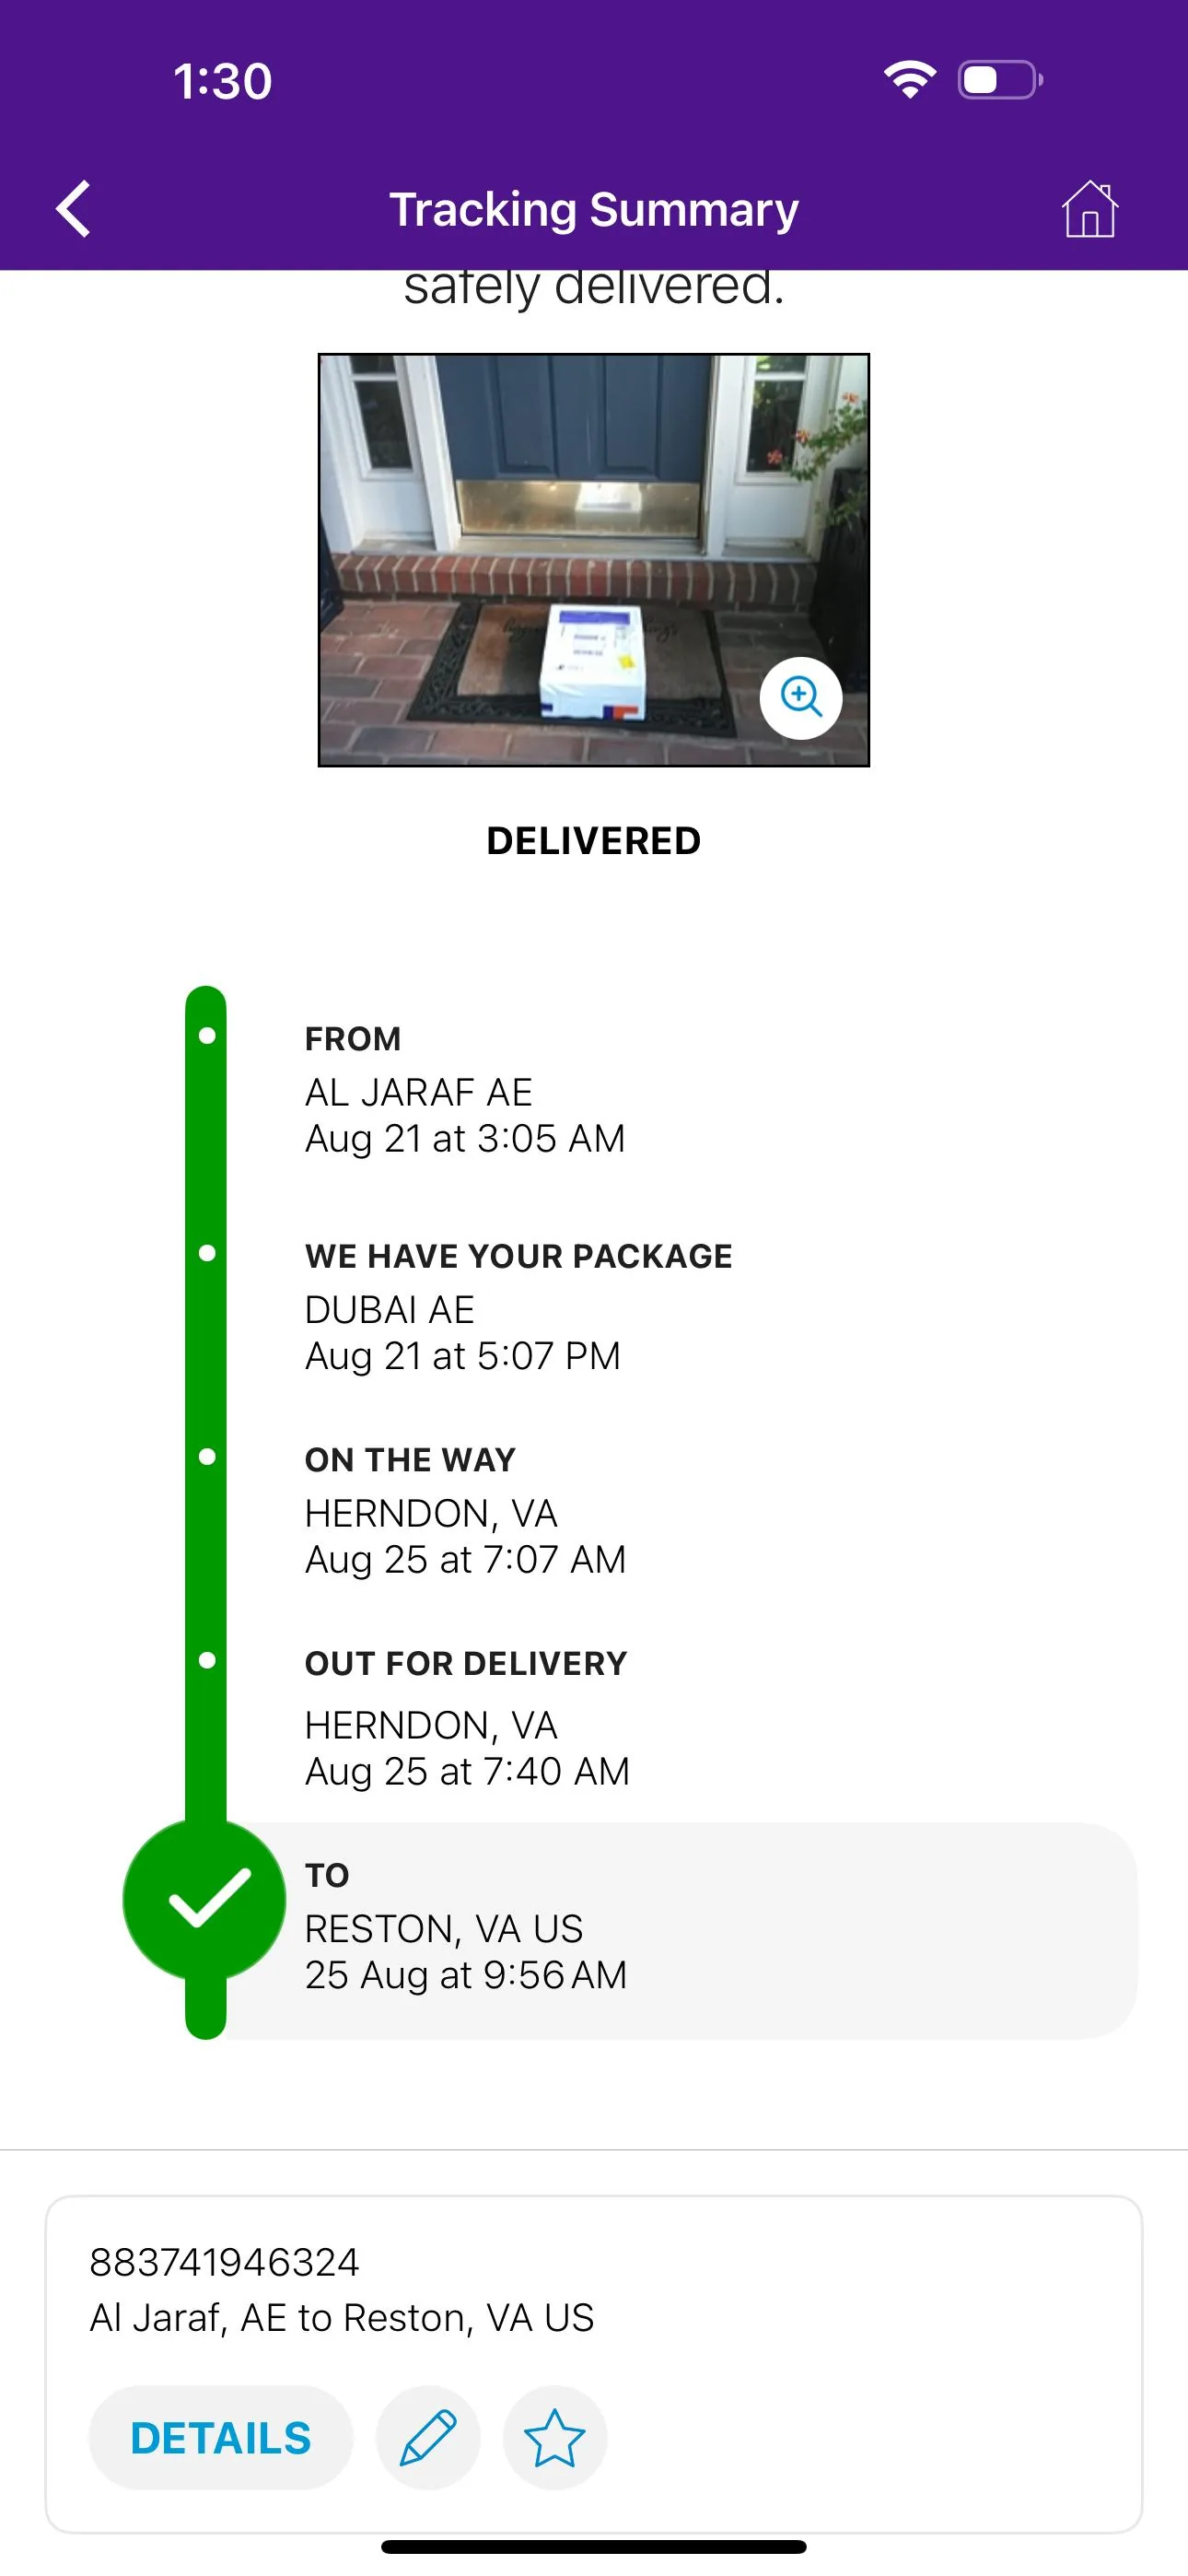 1:30
Tracking Summary
safely delivered.
DELIVERED
FROM
AL JARAF AE
Aug 21 at 3:05 AM
WE HAVE YOUR PACKAGE
DUBAI AE
Aug 21 at 5:07 PM
ON THE WAY
HERNDON, VA
Aug 25 at 7:07 AM
OUT FOR DELIVERY
HERNDON, VA
Aug 25 at 7:40 AM
TO
RESTON, VA US
25 Aug at 9:56 AM
883741946324
Al Jaraf, AE to Reston, VA US
DETAILS